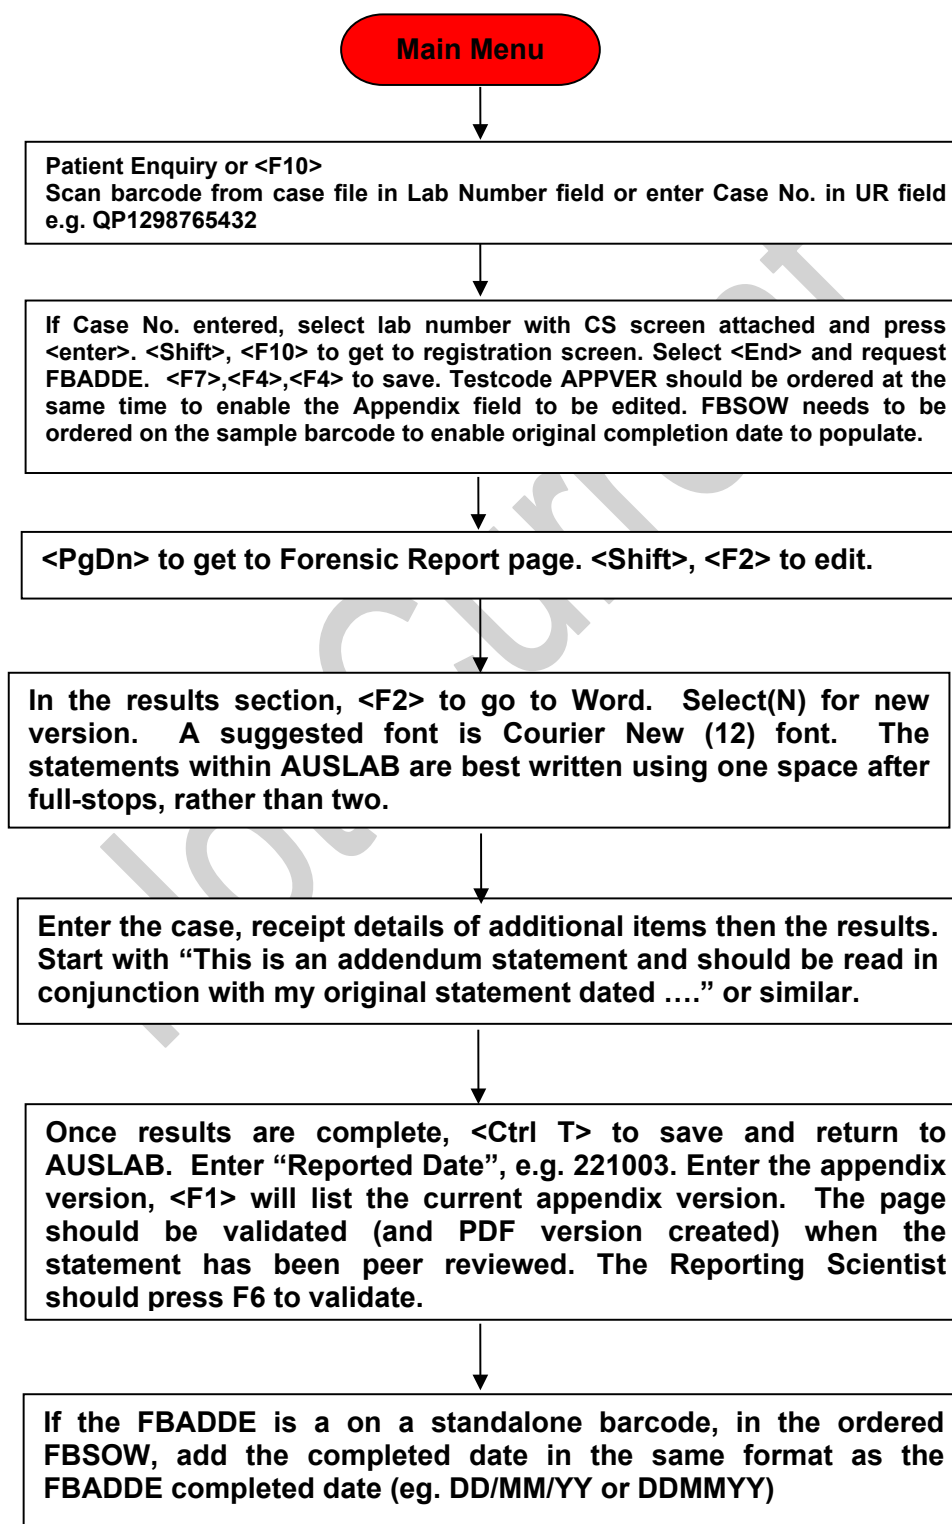 Main Menu
Patient Enquiry or <F10>
Scan barcode from case file in Lab Number field or enter Case No. in UR field
e.g. QP1298765432
If Case No. entered, select lab number with CS screen attached and press
<enter>. <Shift>, <F10> to get to registration screen. Select <End> and request
FBADDE. <F7>,<F4>,<F4> to save. Testcode APPVER should be ordered at the
same time to enable the Appendix field to be edited. FBSOW needs to be
ordered on the sample barcode to enable original completion date to populate.
<PgDn> to get to Forensic Report page. <Shift>, <F2> to edit.
In the results section, <F2> to go to Word. Select(N) for new
version. A suggested font is Courier New (12) font. The
statements within AUSLAB are best written using one space after
full-stops, rather than two.
Enter the case, receipt details of additional items then the results.
Start with “This is an addendum statement and should be read in
conjunction with my original statement dated ….” or similar.
Once results are complete, <Ctrl T> to save and return to
AUSLAB. Enter “Reported Date”, e.g. 221003. Enter the appendix
version, <F1> will list the current appendix version. The page
should be validated (and PDF version created) when the
statement has been peer reviewed. The Reporting Scientist
should press F6 to validate.
If the FBADDE is a on a standalone barcode, in the ordered
FBSOW, add the completed date in the same format as the
FBADDE completed date (eg. DD/MM/YY or DDMMYY)
Not Current